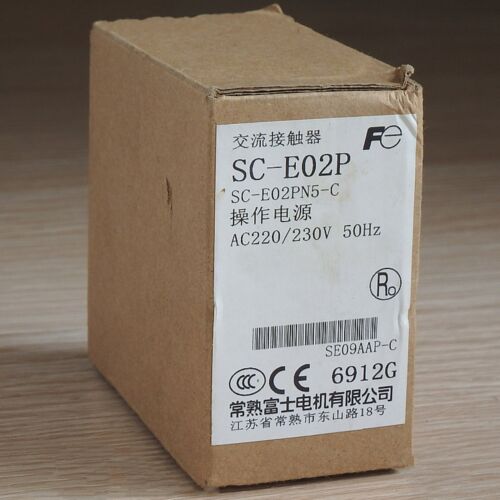 交流接触器
Fe
SC-E02P
SC-E02PN5-C
操作电源
AC220/230V 50Hz
SE09AAP-C
CCC CE 6912G
常熟富士电机有限公司
江苏省常熟市东山路18号